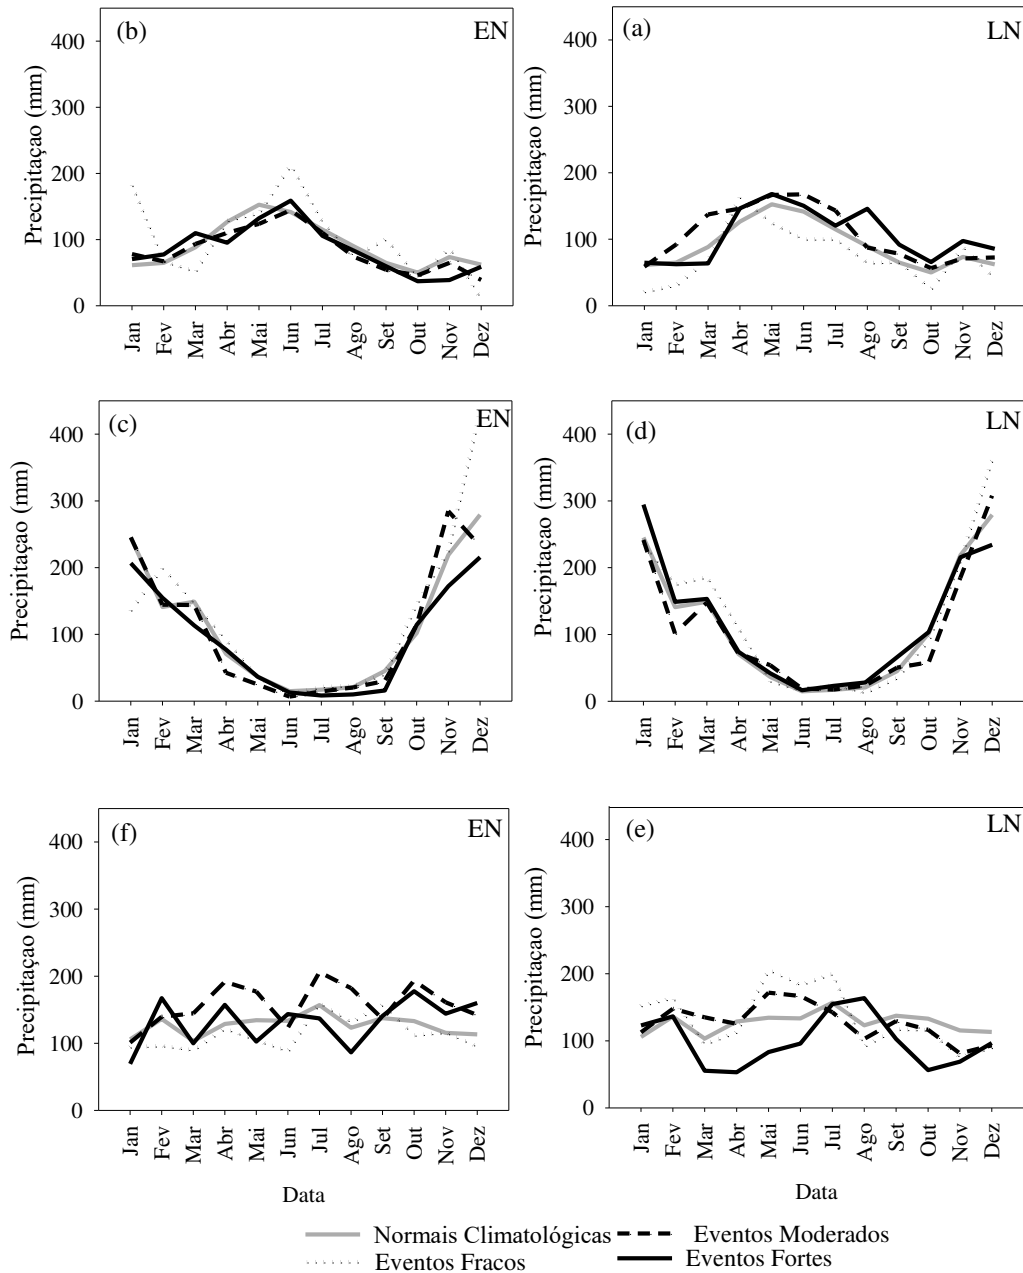 (b) EN
400
300
200
100
0
Precipitaçao (mm)
Jan Fev Mar Abr Mai Jun Jul Ago Set Out Nov Dez
(a) LN
400
300
200
100
0
Precipitaçao (mm)
Jan Fev Mar Abr Mai Jun Jul Ago Set Out Nov Dez
(c) EN
400
300
200
100
0
Precipitaçao (mm)
Jan Fev Mar Abr Mai Jun Jul Ago Set Out Nov Dez
(d) LN
400
300
200
100
0
Precipitaçao (mm)
Jan Fev Mar Abr Mai Jun Jul Ago Set Out Nov Dez
(f) EN
400
300
200
100
0
Precipitaçao (mm)
Jan Fev Mar Abr Mai Jun Jul Ago Set Out Nov Dez
Data
(e) LN
400
300
200
100
0
Precipitaçao (mm)
Jan Fev Mar Abr Mai Jun Jul Ago Set Out Nov Dez
Data
Normais Climatológicas Eventos Moderados
Eventos Fracos Eventos Fortes